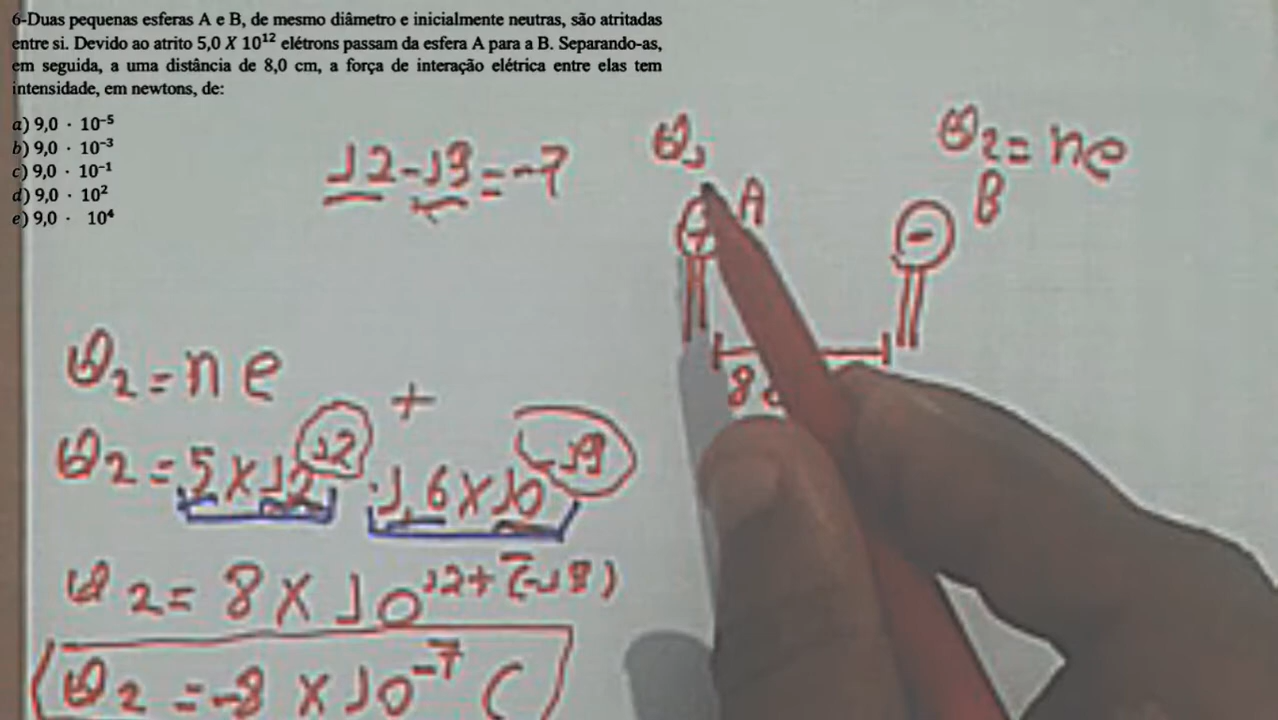 6-Duas pequenas esferas A e B, de mesmo diâmetro e inicialmente neutras, são atritadas
entre si. Devido ao atrito 5,0 X 10¹² elétrons passam da esfera A para a B. Separando-as,
em seguida, a uma distância de 8,0 cm, a força de interação elétrica entre elas tem
intensidade, em newtons, de:
a) 9,0 · 10⁻⁵
b) 9,0 · 10⁻³
c) 9,0 · 10⁻¹
d) 9,0 · 10²
e) 9,0 · 10⁴
12-19=-7
Q₁
Q₂=ne
A
B
+
-
8
Q₂=ne
+
Q₂=5x10¹² · 1,6x10⁻¹⁹
Q₂=8x10¹²⁺⁽⁻¹⁹⁾
Q₂=-8x10⁻⁷C